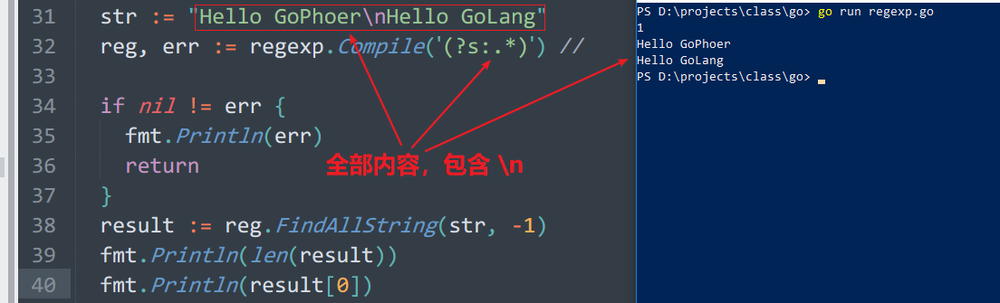 31 str := "Hello GoPhoer\nHello GoLang"
32 reg, err := regexp.Compile('(?s:.*)') //
33
34 if nil != err {
35 fmt.Println(err)
36 return
37 }
38 result := reg.FindAllString(str, -1)
39 fmt.Println(len(result))
40 fmt.Println(result[0])
全部内容，包含 \n
PS D:\projects\class\go> go run regexp.go
1
Hello GoPhoer
Hello GoLang
PS D:\projects\class\go>